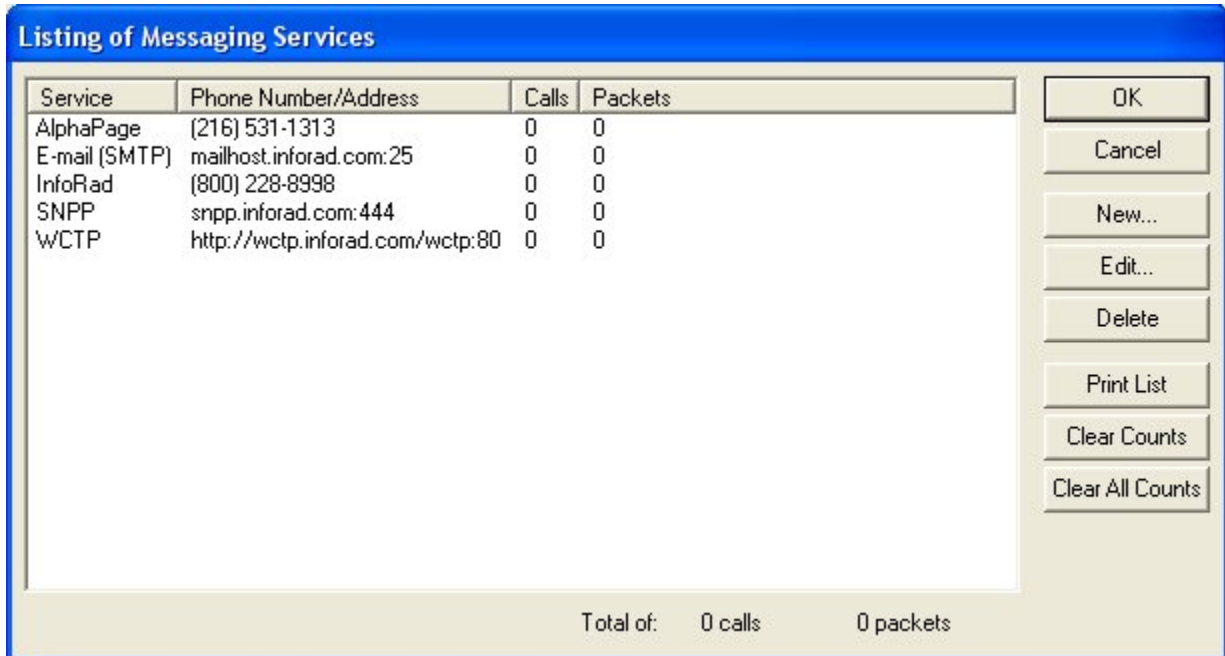 Listing of Messaging Services
Service Phone Number/Address Calls Packets
AlphaPage (216) 531-1313 0 0
E-mail (SMTP) mailhost.inforad.com:25 0 0
InfoRad (800) 228-8998 0 0
SNPP snpp.inforad.com:444 0 0
WCTP http://wctp.inforad.com/wctp:80 0 0
Total of: 0 calls 0 packets
OK
Cancel
New...
Edit...
Delete
Print List
Clear Counts
Clear All Counts